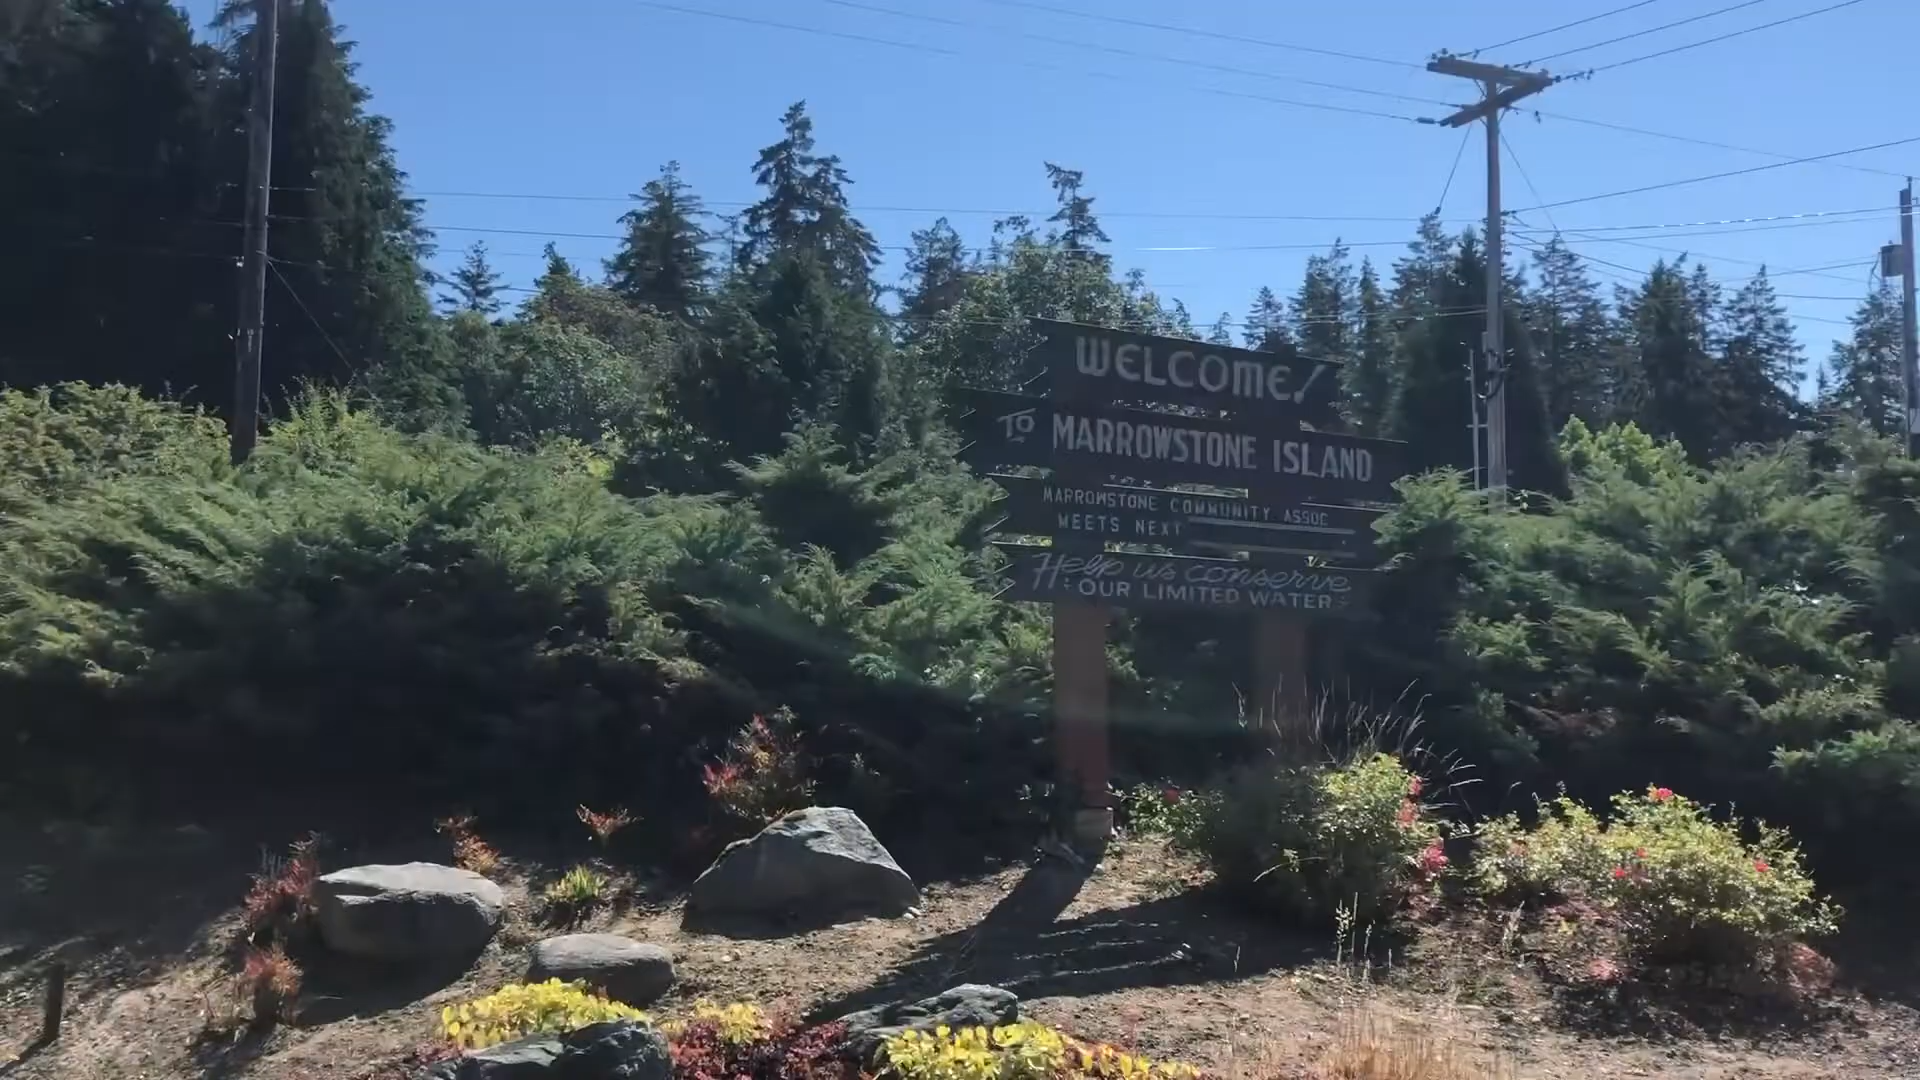 WELCOME!
TO MARROWSTONE ISLAND
MARROWSTONE COMMUNITY ASSOC
MEETS NEXT
Help us conserve
OUR LIMITED WATER